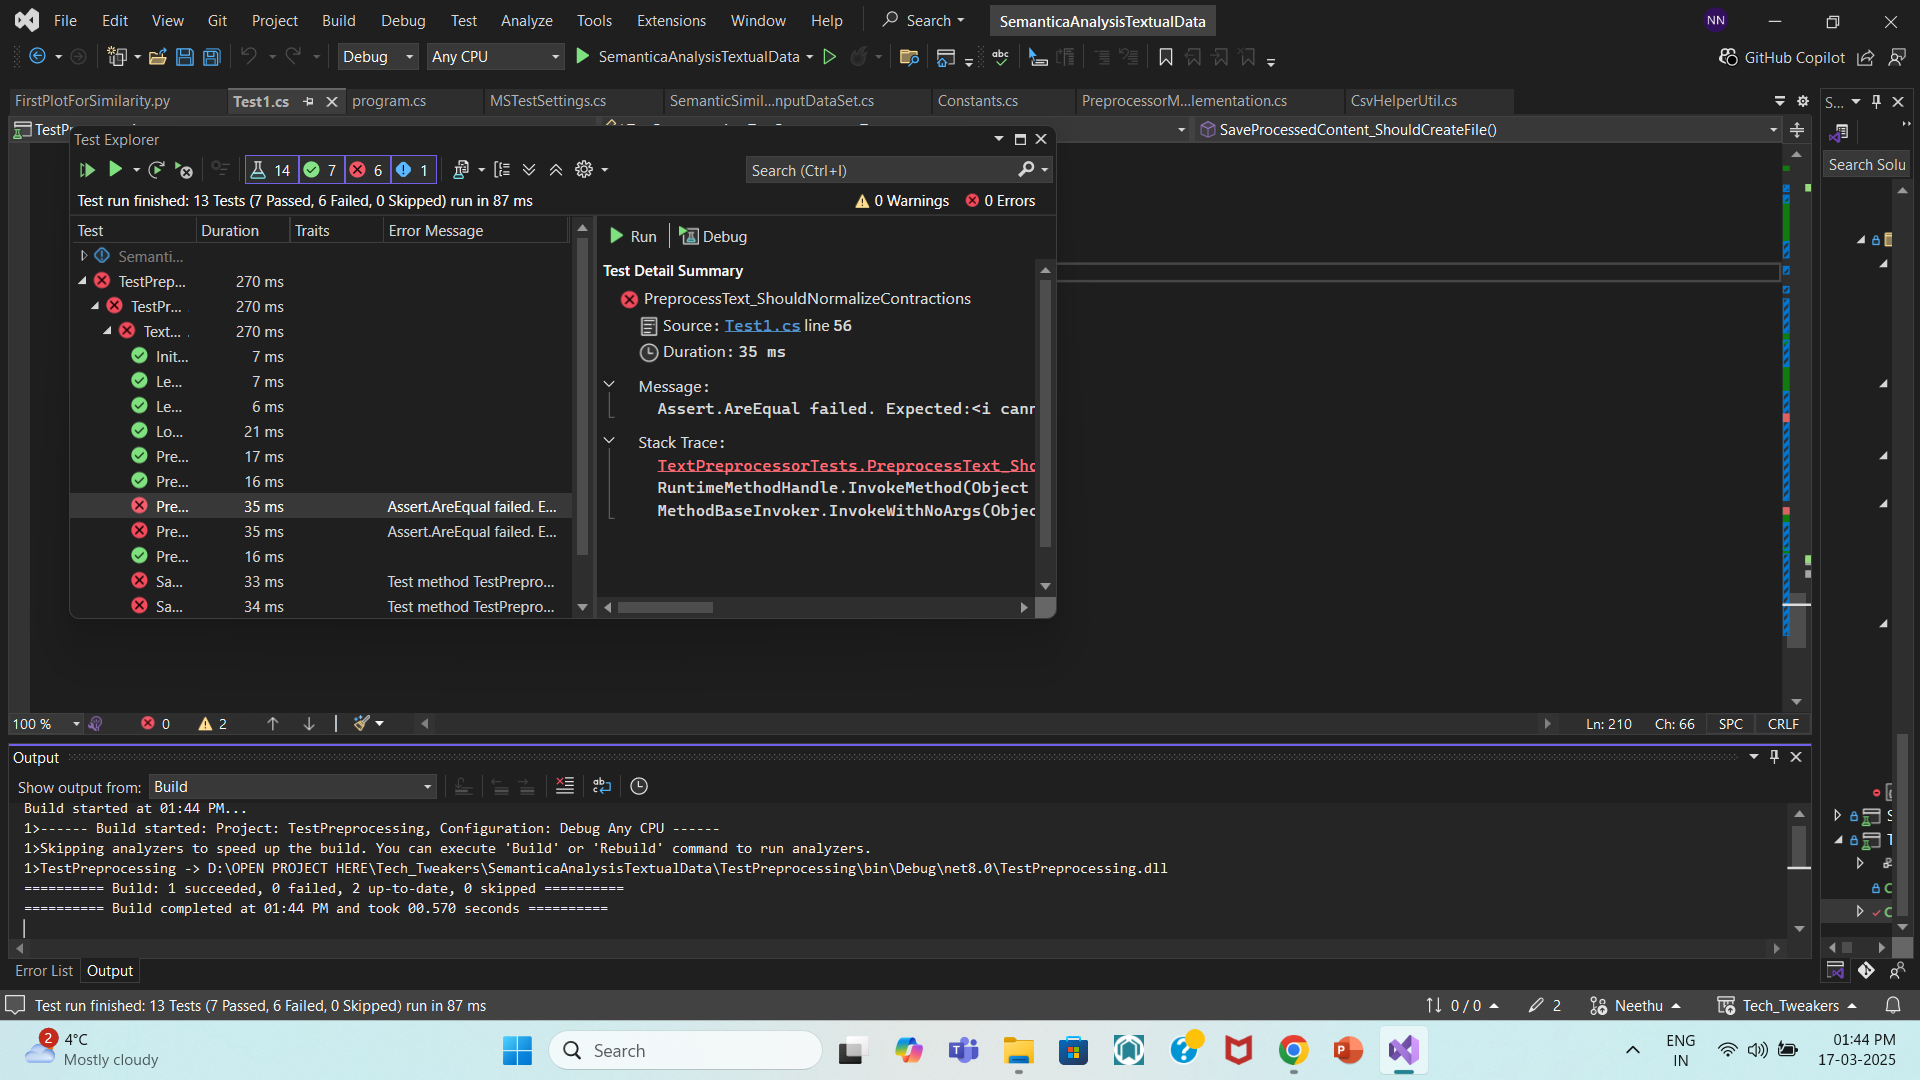 File Edit View Git Project Build Debug Test Analyze Tools Extensions Window Help Search SemanticaAnalysisTextualData NN
Debug Any CPU SemanticaAnalysisTextualData GitHub Copilot
FirstPlotForSimilarity.py Test1.cs program.cs MSTestSettings.cs SemanticSimil...nputDataSet.cs Constants.cs PreprocessorM...lementation.cs CsvHelperUtil.cs S...
SaveProcessedContent_ShouldCreateFile()
Test Explorer
Search Solu
14 7 6 1 Search (Ctrl+I)
Test run finished: 13 Tests (7 Passed, 6 Failed, 0 Skipped) run in 87 ms 0 Warnings 0 Errors
Test Duration Traits Error Message
Semanti...
TestPrep... 270 ms
TestPr... 270 ms
Text... 270 ms
Init... 7 ms
Le... 7 ms
Le... 6 ms
Lo... 21 ms
Pre... 17 ms
Pre... 16 ms
Pre... 35 ms Assert.AreEqual failed. E...
Pre... 35 ms Assert.AreEqual failed. E...
Pre... 16 ms
Sa... 33 ms Test method TestPrepro...
Sa... 34 ms Test method TestPrepro...
Run Debug
Test Detail Summary
PreprocessText_ShouldNormalizeContractions
Source: Test1.cs line 56
Duration: 35 ms
Message:
Assert.AreEqual failed. Expected:<i cann
Stack Trace:
TextPreprocessorTests.PreprocessText_Sho
RuntimeMethodHandle.InvokeMethod(Object
MethodBaseInvoker.InvokeWithNoArgs(Objec
100 % 0 2 Ln: 210 Ch: 66 SPC CRLF
Output
Show output from: Build
Build started at 01:44 PM...
1>------ Build started: Project: TestPreprocessing, Configuration: Debug Any CPU ------
1>Skipping analyzers to speed up the build. You can execute 'Build' or 'Rebuild' command to run analyzers.
1>TestPreprocessing -> D:\OPEN PROJECT HERE\Tech_Tweakers\SemanticaAnalysisTextualData\TestPreprocessing\bin\Debug\net8.0\TestPreprocessing.dll
========== Build: 1 succeeded, 0 failed, 2 up-to-date, 0 skipped ==========
========== Build completed at 01:44 PM and took 00.570 seconds ==========
Error List Output
Test run finished: 13 Tests (7 Passed, 6 Failed, 0 Skipped) run in 87 ms 0 / 0 2 Neethu Tech_Tweakers
2 4°C
Mostly cloudy
Search
ENG
IN
01:44 PM
17-03-2025